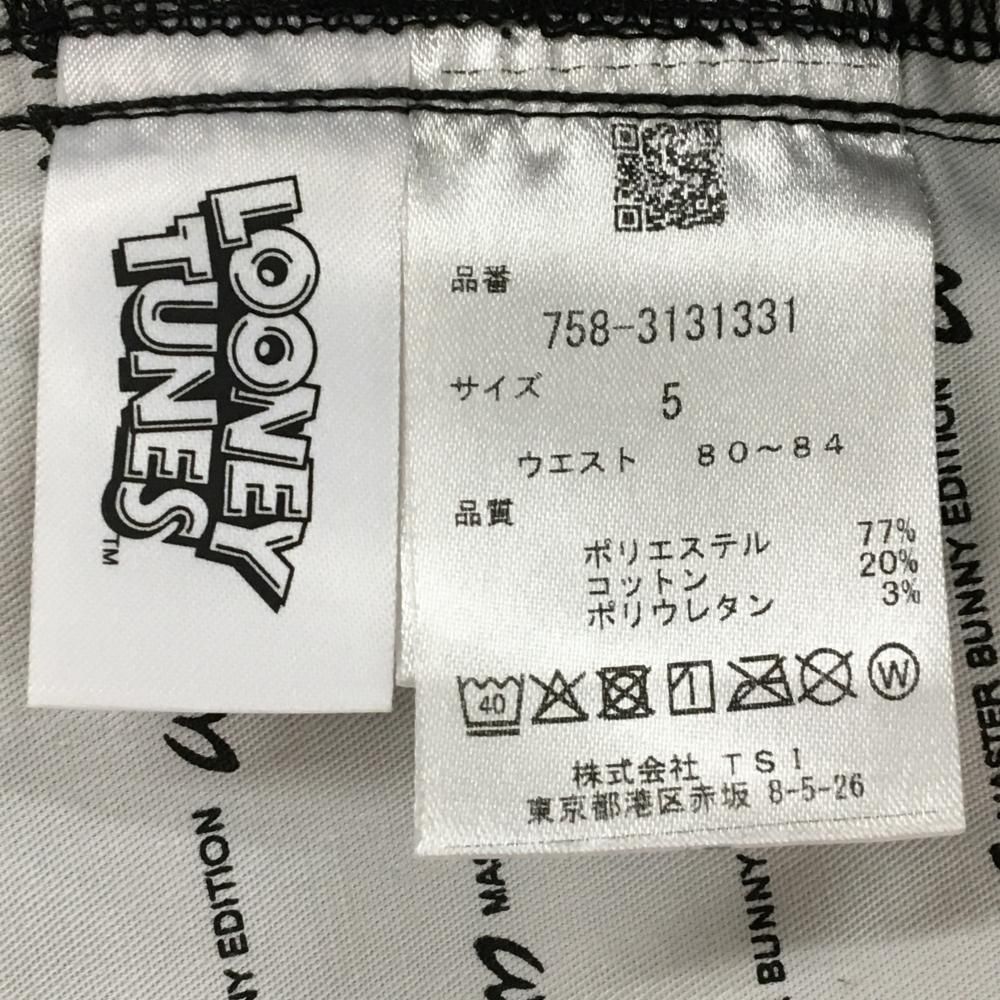 LOONEY
TUNES™
品番
758-3131331
サイズ 5
ウエスト 80～84
品質
ポリエステル 77%
コットン 20%
ポリウレタン 3%
40
W
株式会社 TSI
東京都港区赤坂 8-5-26
NY EDITION
MAS
BUNNY
MASTER BUNNY EDITION